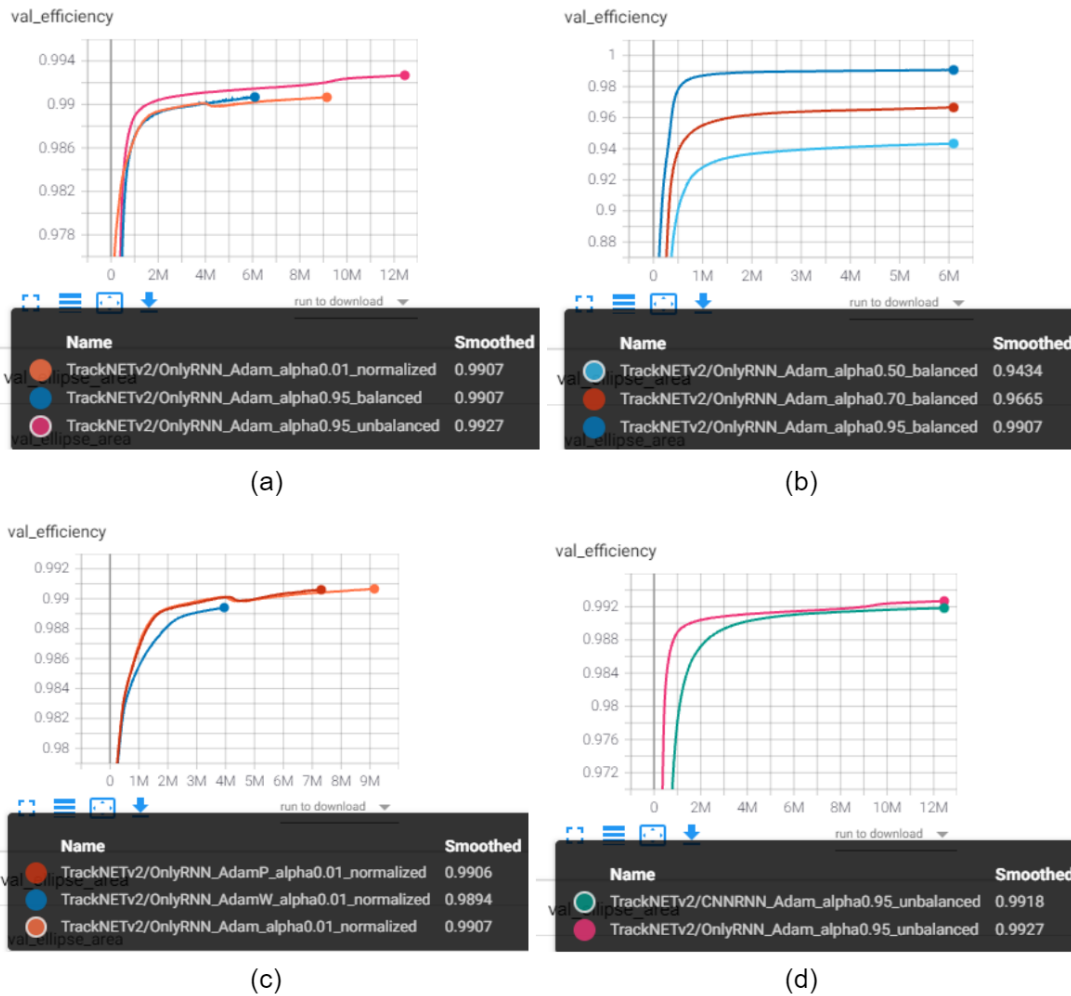 val_efficiency
0.994
0.99
0.986
0.982
0.978
0 2M 4M 6M 8M 10M 12M
run to download
Name Smoothed
TrackNETv2/OnlyRNN_Adam_alpha0.01_normalized 0.9907
val_ellipse_area
TrackNETv2/OnlyRNN_Adam_alpha0.95_balanced 0.9907
TrackNETv2/OnlyRNN_Adam_alpha0.95_unbalanced 0.9927
val_ellipse_area
(a)
val_efficiency
1
0.98
0.96
0.94
0.92
0.9
0.88
0 1M 2M 3M 4M 5M 6M
run to download
Name Smoothed
TrackNETv2/OnlyRNN_Adam_alpha0.50_balanced 0.9434
val_ellipse_area
TrackNETv2/OnlyRNN_Adam_alpha0.70_balanced 0.9665
TrackNETv2/OnlyRNN_Adam_alpha0.95_balanced 0.9907
val_ellipse_area
(b)
val_efficiency
0.992
0.99
0.988
0.986
0.984
0.982
0.98
0 1M 2M 3M 4M 5M 6M 7M 8M 9M
run to download
Name Smoothed
TrackNETv2/OnlyRNN_AdamP_alpha0.01_normalized 0.9906
val_ellipse_area
TrackNETv2/OnlyRNN_AdamW_alpha0.01_normalized 0.9894
TrackNETv2/OnlyRNN_Adam_alpha0.01_normalized 0.9907
val_ellipse_area
(c)
val_efficiency
0.992
0.988
0.984
0.98
0.976
0.972
0 2M 4M 6M 8M 10M 12M
run to download
Name Smoothed
TrackNETv2/CNNRNN_Adam_alpha0.95_unbalanced 0.9918
val_ellipse_area
TrackNETv2/OnlyRNN_Adam_alpha0.95_unbalanced 0.9927
(d)